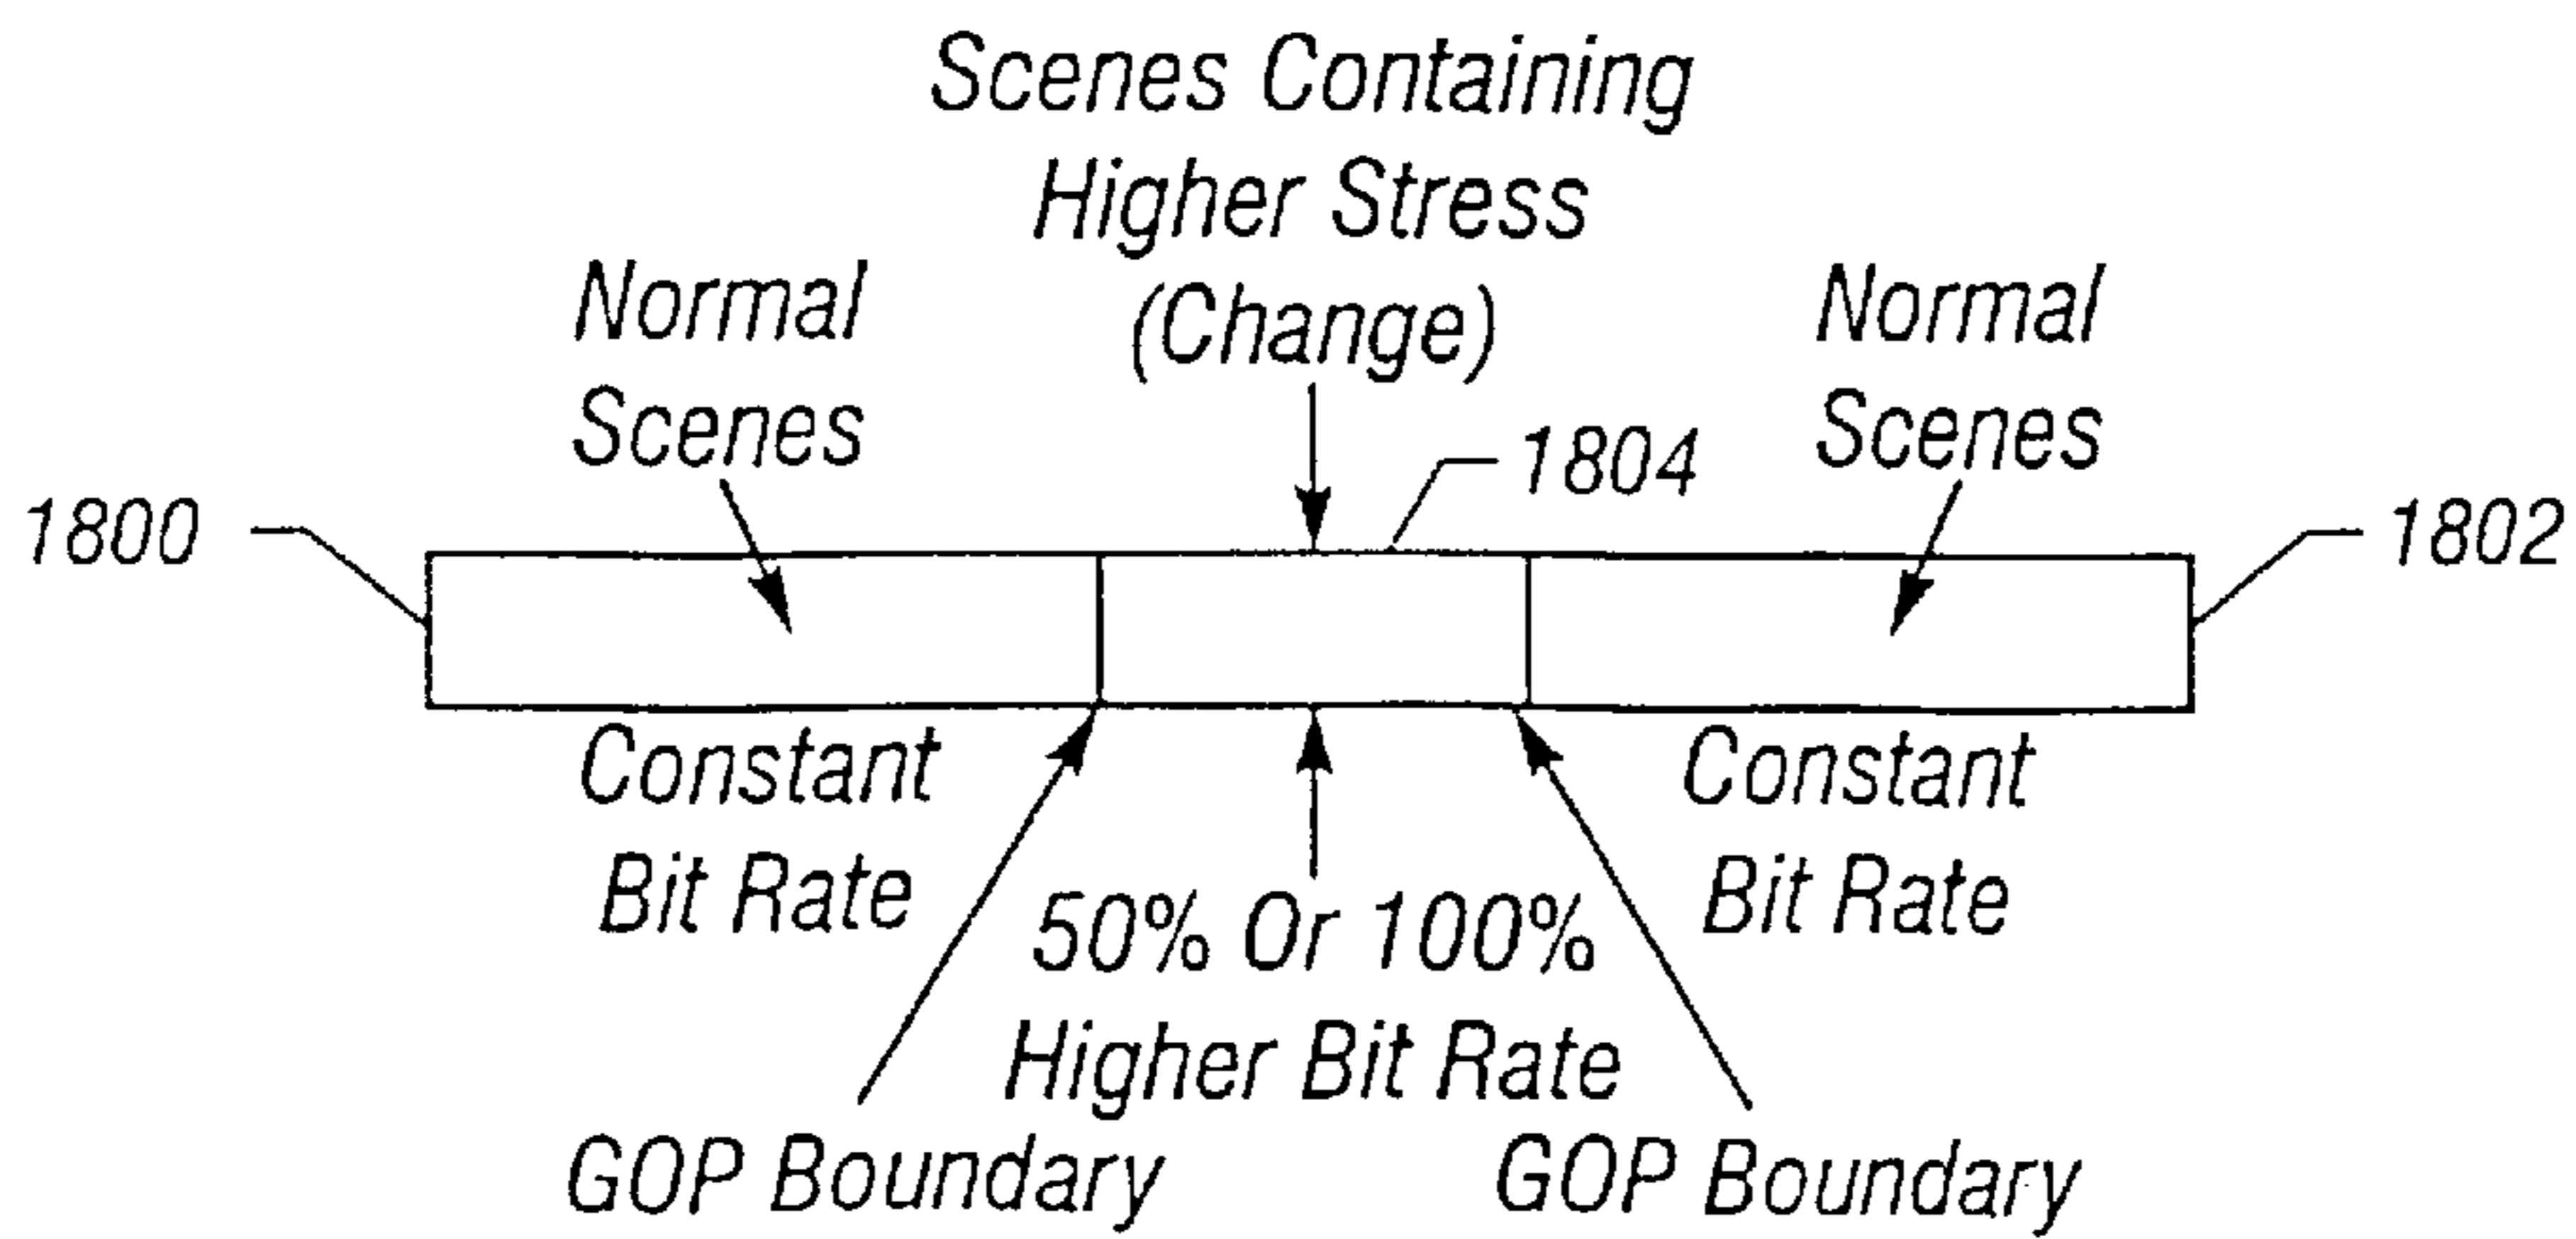 Scenes Containing
Higher Stress
(Change)
Normal
Scenes
Normal
Scenes
1800
1804
1802
Constant
Bit Rate
Constant
Bit Rate
50% Or 100%
Higher Bit Rate
GOP Boundary
GOP Boundary